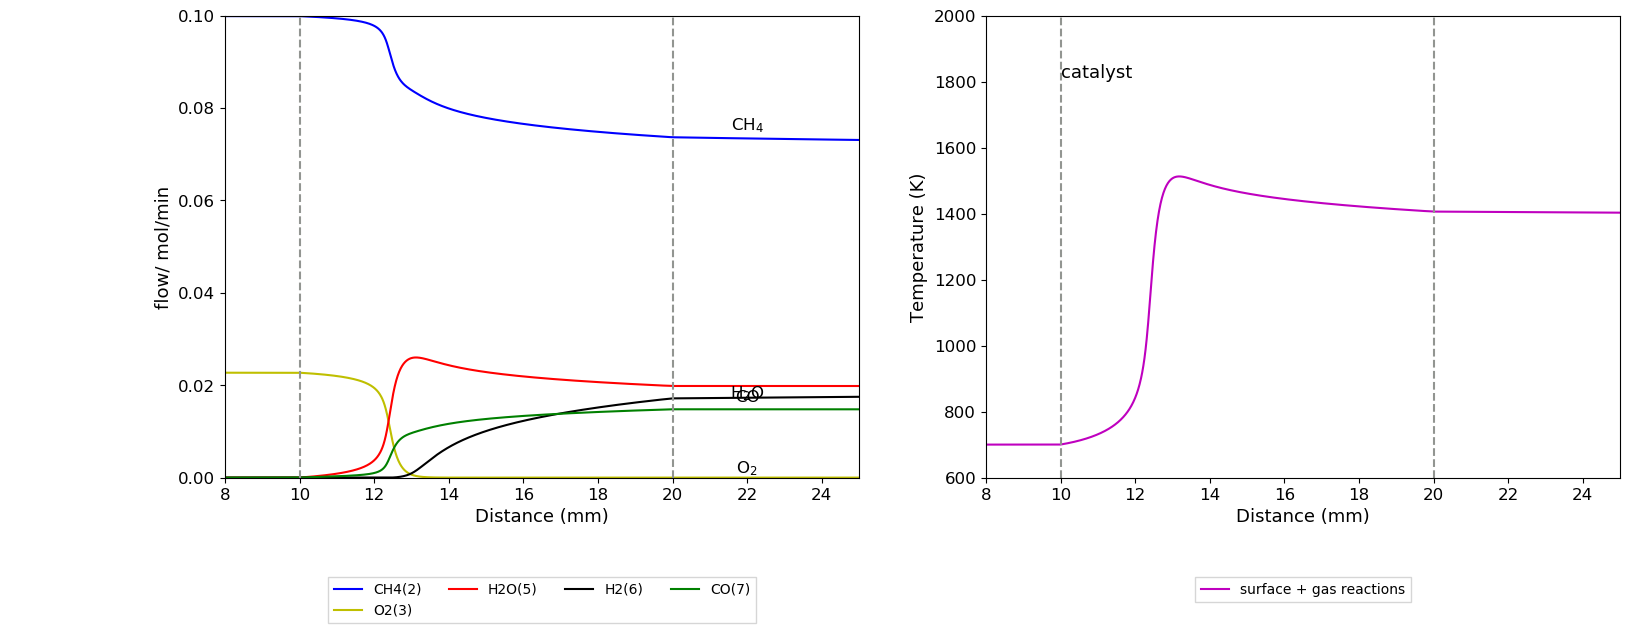 0.10
0.08
0.06
0.04
0.02
0.00
flow/ mol/min
CH₄
H₂O
CO
O₂
8 10 12 14 16 18 20 22 24
Distance (mm)
CH4(2) H2O(5) H2(6) CO(7)
O2(3)
2000
1800
1600
1400
1200
1000
800
600
Temperature (K)
catalyst
8 10 12 14 16 18 20 22 24
Distance (mm)
surface + gas reactions